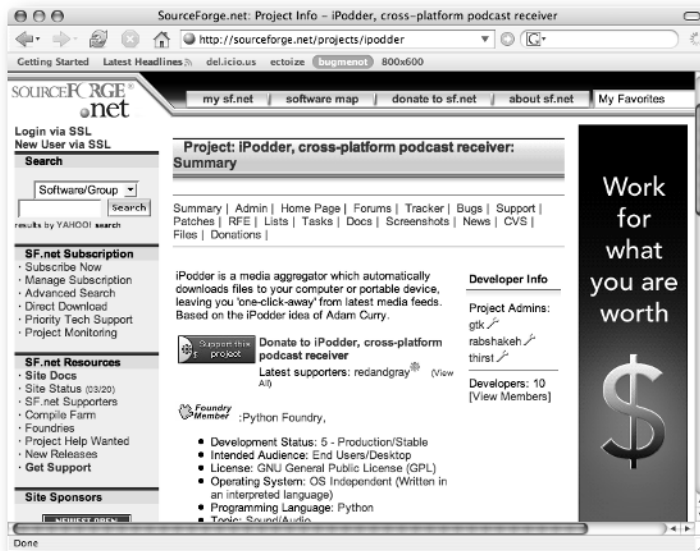 SourceForge.net: Project Info – iPodder, cross-platform podcast receiver
http://sourceforge.net/projects/ipodder
G
Getting Started Latest Headlines del.icio.us ectoize bugmenot 800x600
SOURCEFORGE®
.net
my sf.net software map donate to sf.net about sf.net My Favorites
Login via SSL
New User via SSL
Search
Software/Group
Search
results by YAHOO! search
SF.net Subscription
· Subscribe Now
· Manage Subscription
· Advanced Search
· Direct Download
· Priority Tech Support
· Project Monitoring
SF.net Resources
· Site Docs
· Site Status (03/20)
· SF.net Supporters
· Compile Farm
· Foundries
· Project Help Wanted
· New Releases
· Get Support
Site Sponsors
NEWEST OPEN
Project: iPodder, cross-platform podcast receiver:
Summary
Summary | Admin | Home Page | Forums | Tracker | Bugs | Support |
Patches | RFE | Lists | Tasks | Docs | Screenshots | News | CVS |
Files | Donations |
iPodder is a media aggregator which automatically
downloads files to your computer or portable device,
leaving you 'one-click-away' from latest media feeds.
Based on the iPodder idea of Adam Curry.
Support this
project
Donate to iPodder, cross-platform
podcast receiver
Latest supporters: redandgray (View
All)
Foundry
Member :Python Foundry,
• Development Status: 5 - Production/Stable
• Intended Audience: End Users/Desktop
• License: GNU General Public License (GPL)
• Operating System: OS Independent (Written in
an interpreted language)
• Programming Language: Python
• Topic: Sound/Audio
Developer Info
Project Admins:
gtk
rabshakeh
thirst
Developers: 10
[View Members]
Work
for
what
you are
worth
$
Done